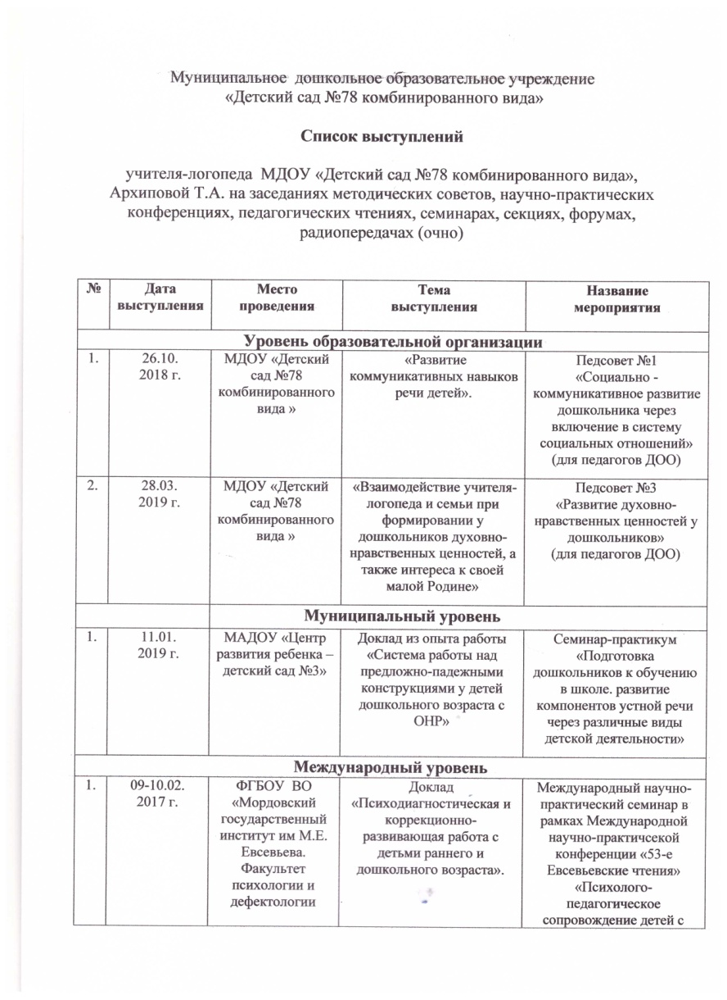 Муниципальное дошкольное образовательное учреждение
«Детский сад №78 комбинированного вида»
Список выступлений
учителя-логопеда МДОУ «Детский сад №78 комбинированного вида»,
Архиповой Т.А. на заседаниях методических советов, научно-практических
конференциях, педагогических чтениях, семинарах, секциях, форумах,
радиопередачах (очно)
№
Дата
выступления
Место
проведения
Тема
выступления
Название
мероприятия
Уровень образовательной организации
1.
26.10.
2018 г.
МДОУ «Детский
сад №78
комбинированного
вида »
«Развитие
коммуникативных навыков
речи детей».
Педсовет №1
«Социально -
коммуникативное развитие
дошкольника через
включение в систему
социальных отношений»
(для педагогов ДОО)
2.
28.03.
2019 г.
МДОУ «Детский
сад №78
комбинированного
вида »
«Взаимодействие учителя-
логопеда и семьи при
формировании у
дошкольников духовно-
нравственных ценностей, а
также интереса к своей
малой Родине»
Педсовет №3
«Развитие духовно-
нравственных ценностей у
дошкольников»
(для педагогов ДОО)
Муниципальный уровень
1.
11.01.
2019 г.
МАДОУ «Центр
развития ребенка –
детский сад №3»
Доклад из опыта работы
«Система работы над
предложно-падежными
конструкциями у детей
дошкольного возраста с
ОНР»
Семинар-практикум
«Подготовка
дошкольников к обучению
в школе. развитие
компонентов устной речи
через различные виды
детской деятельности»
Международный уровень
1.
09-10.02.
2017 г.
ФГБОУ ВО
«Мордовский
государственный
институт им М.Е.
Евсевьева.
Факультет
психологии и
дефектологии
Доклад
«Психодиагностическая и
коррекционно-
развивающая работа с
детьми раннего и
дошкольного возраста».
Международный научно-
практический семинар в
рамках Международной
научно-практичсекой
конференции «53-е
Евсевьевские чтения»
«Психолого-
педагогическое
сопровождение детей с